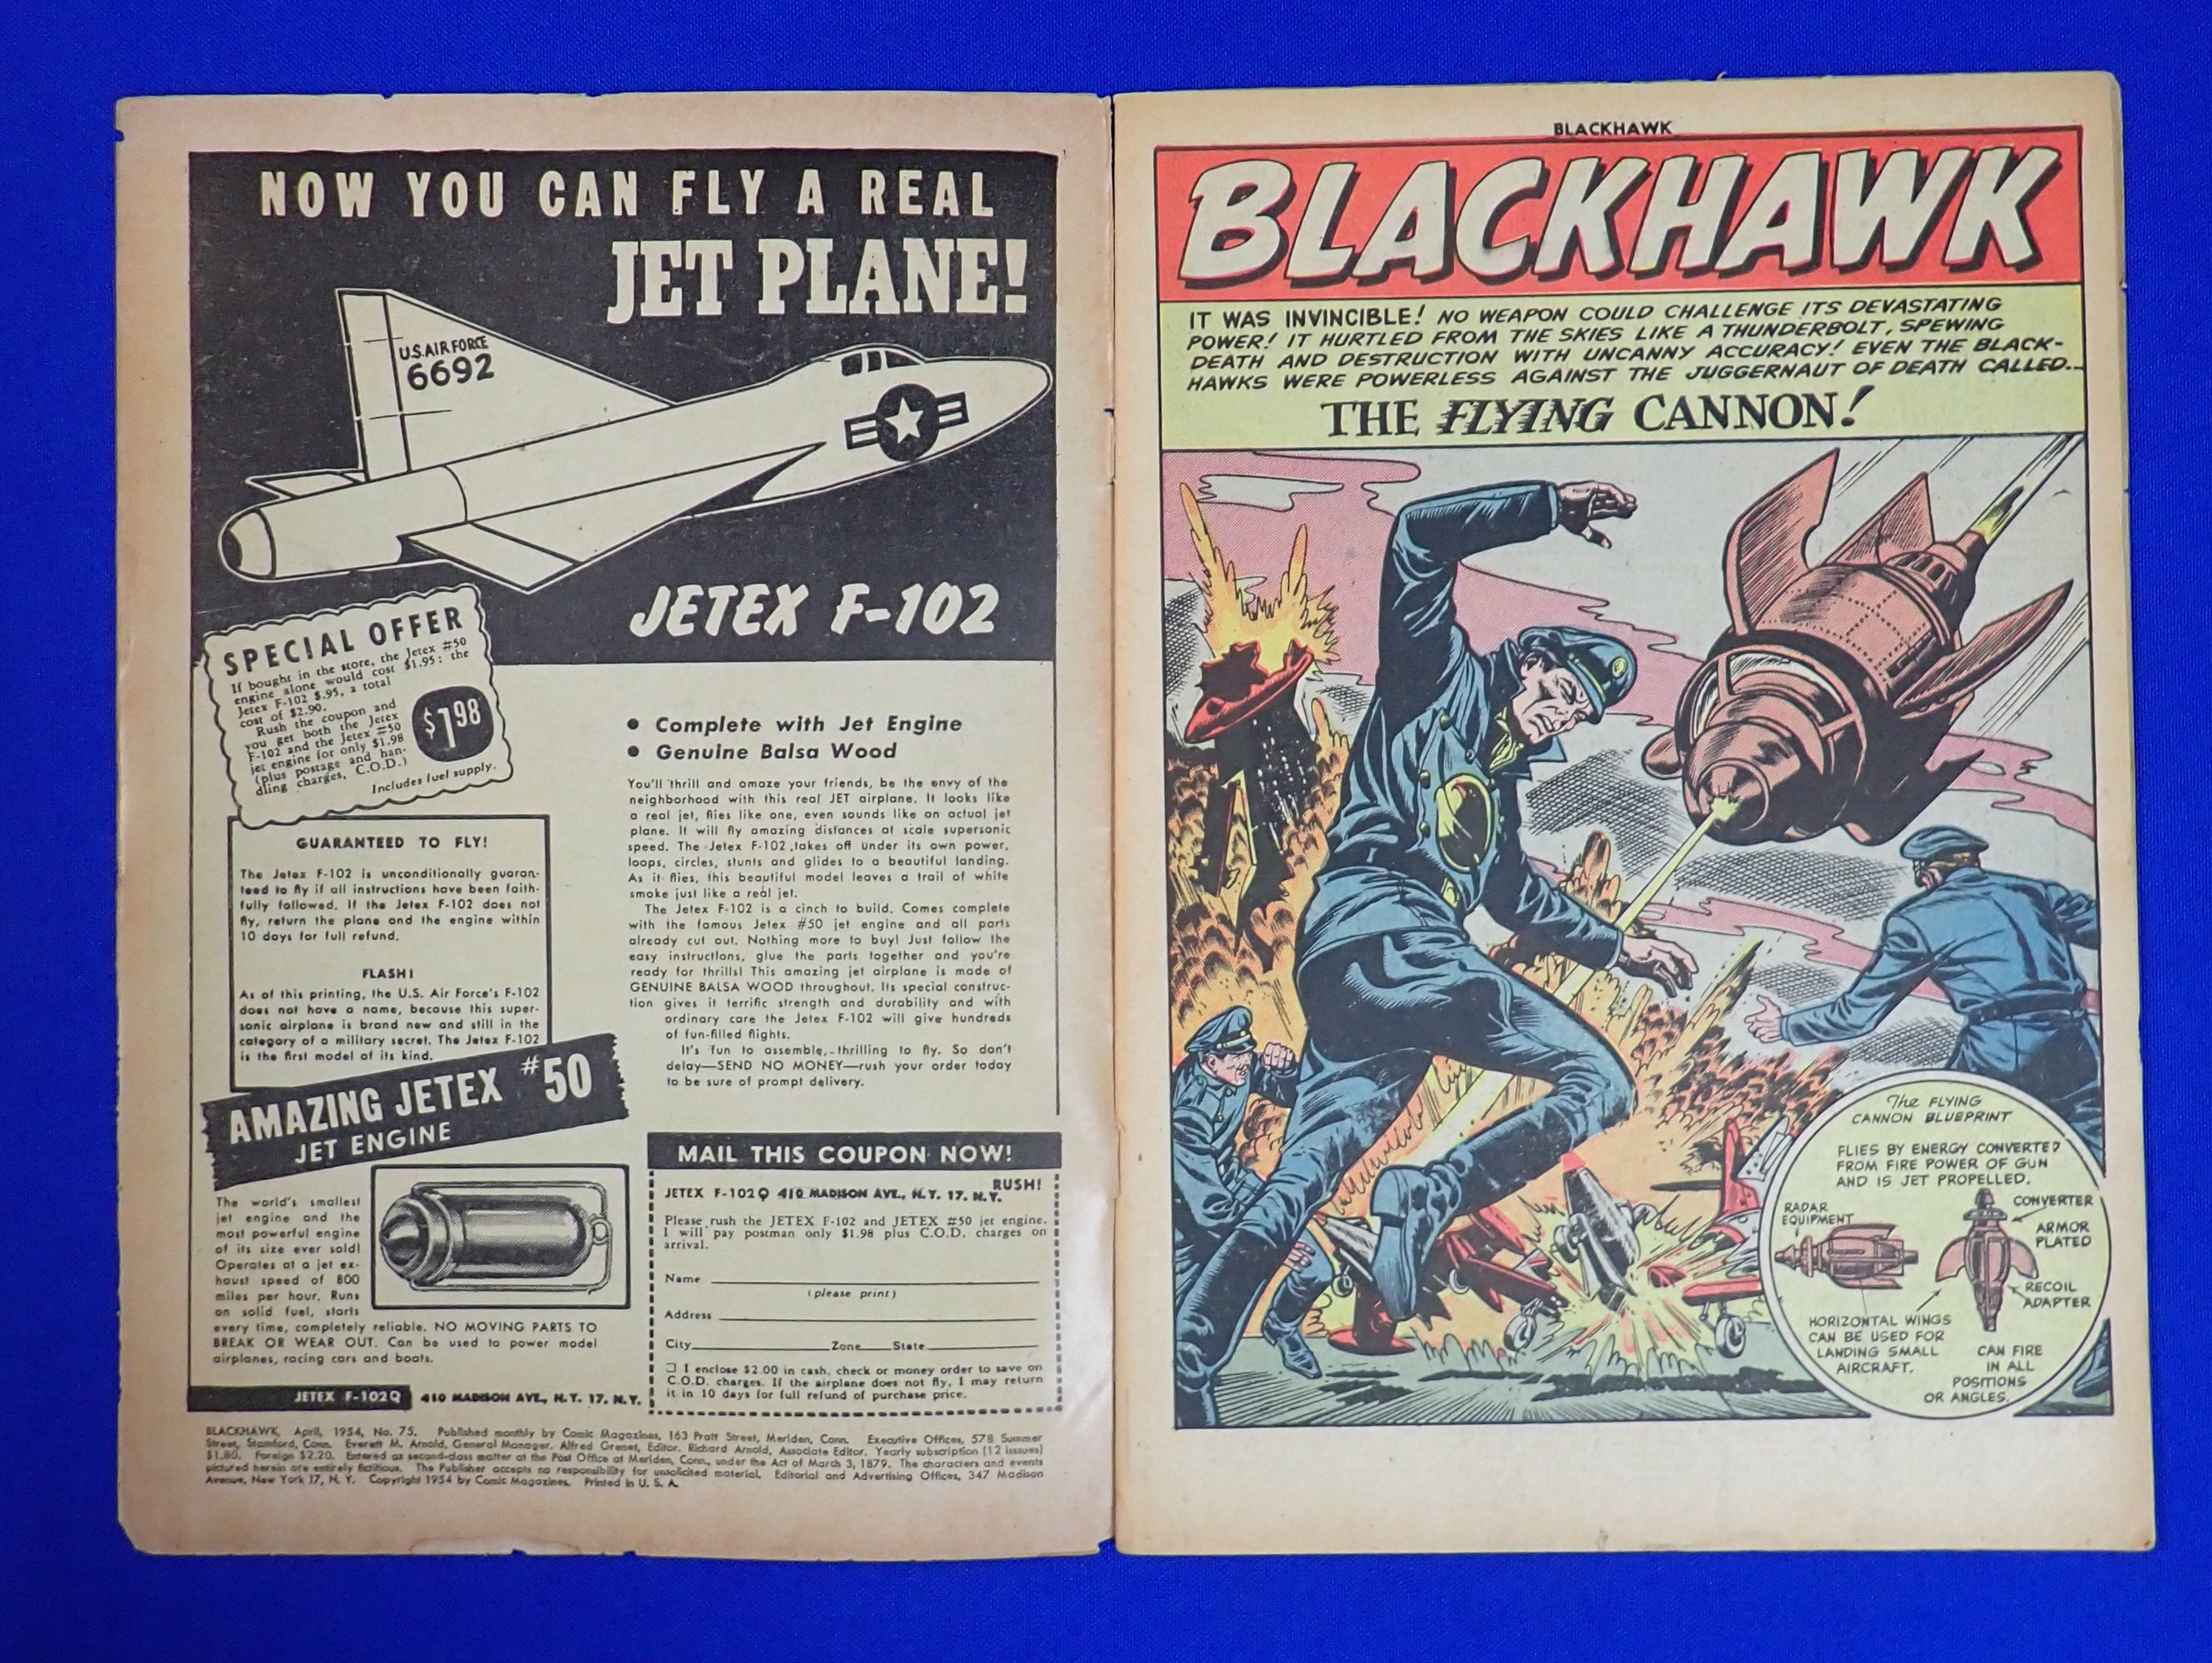 NOW YOU CAN FLY A REAL
JET PLANE!
U.S. AIR FORCE
6692
JETEX F-102
SPECIAL OFFER
If bought in the store, the Jetex #50
engine alone would cost $1.95; the
Jetex F-102 $.95, a total
cost of $2.90.
Rush the coupon and
you get both the Jetex
F-102 and the Jetex #50
jet engine for only $1.98
(plus postage and han-
dling charges, C.O.D.)
$1.98
Includes fuel supply.
GUARANTEED TO FLY!
The Jetex F-102 is unconditionally guaran-
teed to fly if all instructions have been faith-
fully followed. If the Jetex F-102 does not
fly, return the plane and the engine within
10 days for full refund.
FLASH!
As of this printing, the U.S. Air Force's F-102
does not have a name, because this super-
sonic airplane is brand new and still in the
category of a military secret. The Jetex F-102
is the first model of its kind.
AMAZING JETEX #50
JET ENGINE
The world's smallest
jet engine and the
most powerful engine
of its size ever sold!
Operates at a jet ex-
haust speed of 800
miles per hour. Runs
on solid fuel, starts
every time, completely reliable. NO MOVING PARTS TO
BREAK OR WEAR OUT. Can be used to power model
airplanes, racing cars and boats.
JETEX F-102Q 410 MADISON AVE., N.Y. 17, N.Y.
• Complete with Jet Engine
• Genuine Balsa Wood
You'll thrill and amaze your friends, be the envy of the
neighborhood with this real JET airplane. It looks like
a real jet, flies like one, even sounds like an actual jet
plane. It will fly amazing distances at scale supersonic
speed. The Jetex F-102 takes off under its own power,
loops, circles, stunts and glides to a beautiful landing.
As it flies, this beautiful model leaves a trail of white
smoke just like a real jet.
The Jetex F-102 is a cinch to build. Comes complete
with the famous Jetex #50 jet engine and all parts
already cut out. Nothing more to buy! Just follow the
easy instructions, glue the parts together and you're
ready for thrills! This amazing jet airplane is made of
GENUINE BALSA WOOD throughout. Its special construc-
tion gives it terrific strength and durability and with
ordinary care the Jetex F-102 will give hundreds
of fun-filled flights.
It's fun to assemble, thrilling to fly. So don't
delay—SEND NO MONEY—rush your order today
to be sure of prompt delivery.
MAIL THIS COUPON NOW!
RUSH!
JETEX F-102Q 410 MADISON AVE., N.Y. 17, N.Y.
Please rush the JETEX F-102 and JETEX #50 jet engine.
I will pay postman only $1.98 plus C.O.D. charges on
arrival.
Name
(please print)
Address
City Zone State
❑ I enclose $2.00 in cash, check or money order to save on
C.O.D. charges. If the airplane does not fly, I may return
it in 10 days for full refund of purchase price.
BLACKHAWK, April, 1954, No. 75. Published monthly by Comic Magazines, 163 Pratt Street, Meriden, Conn. Executive Offices, 578 Summer
Street, Stamford, Conn. Everett M. Arnold, General Manager. Alfred Grenet, Editor. Richard Arnold, Associate Editor. Yearly subscription (12 issues)
$1.80. Foreign $2.20. Entered as second-class matter at the Post Office at Meriden, Conn., under the Act of March 3, 1879. The characters and events
pictured herein are entirely fictitious. The Publisher accepts no responsibility for unsolicited material. Editorial and Advertising Offices, 347 Madison
Avenue, New York 17, N. Y. Copyright 1954 by Comic Magazines. Printed in U. S. A.
BLACKHAWK
BLACKHAWK
IT WAS INVINCIBLE! NO WEAPON COULD CHALLENGE ITS DEVASTATING
POWER! IT HURTLED FROM THE SKIES LIKE A THUNDERBOLT, SPEWING
DEATH AND DESTRUCTION WITH UNCANNY ACCURACY! EVEN THE BLACK-
HAWKS WERE POWERLESS AGAINST THE JUGGERNAUT OF DEATH CALLED...
THE FLYING CANNON!
The FLYING
CANNON BLUEPRINT
FLIES BY ENERGY CONVERTED
FROM FIRE POWER OF GUN
AND IS JET PROPELLED.
RADAR
EQUIPMENT
CONVERTER
ARMOR
PLATED
RECOIL
ADAPTER
HORIZONTAL WINGS
CAN BE USED FOR
LANDING SMALL
AIRCRAFT.
CAN FIRE
IN ALL
POSITIONS
OR ANGLES.